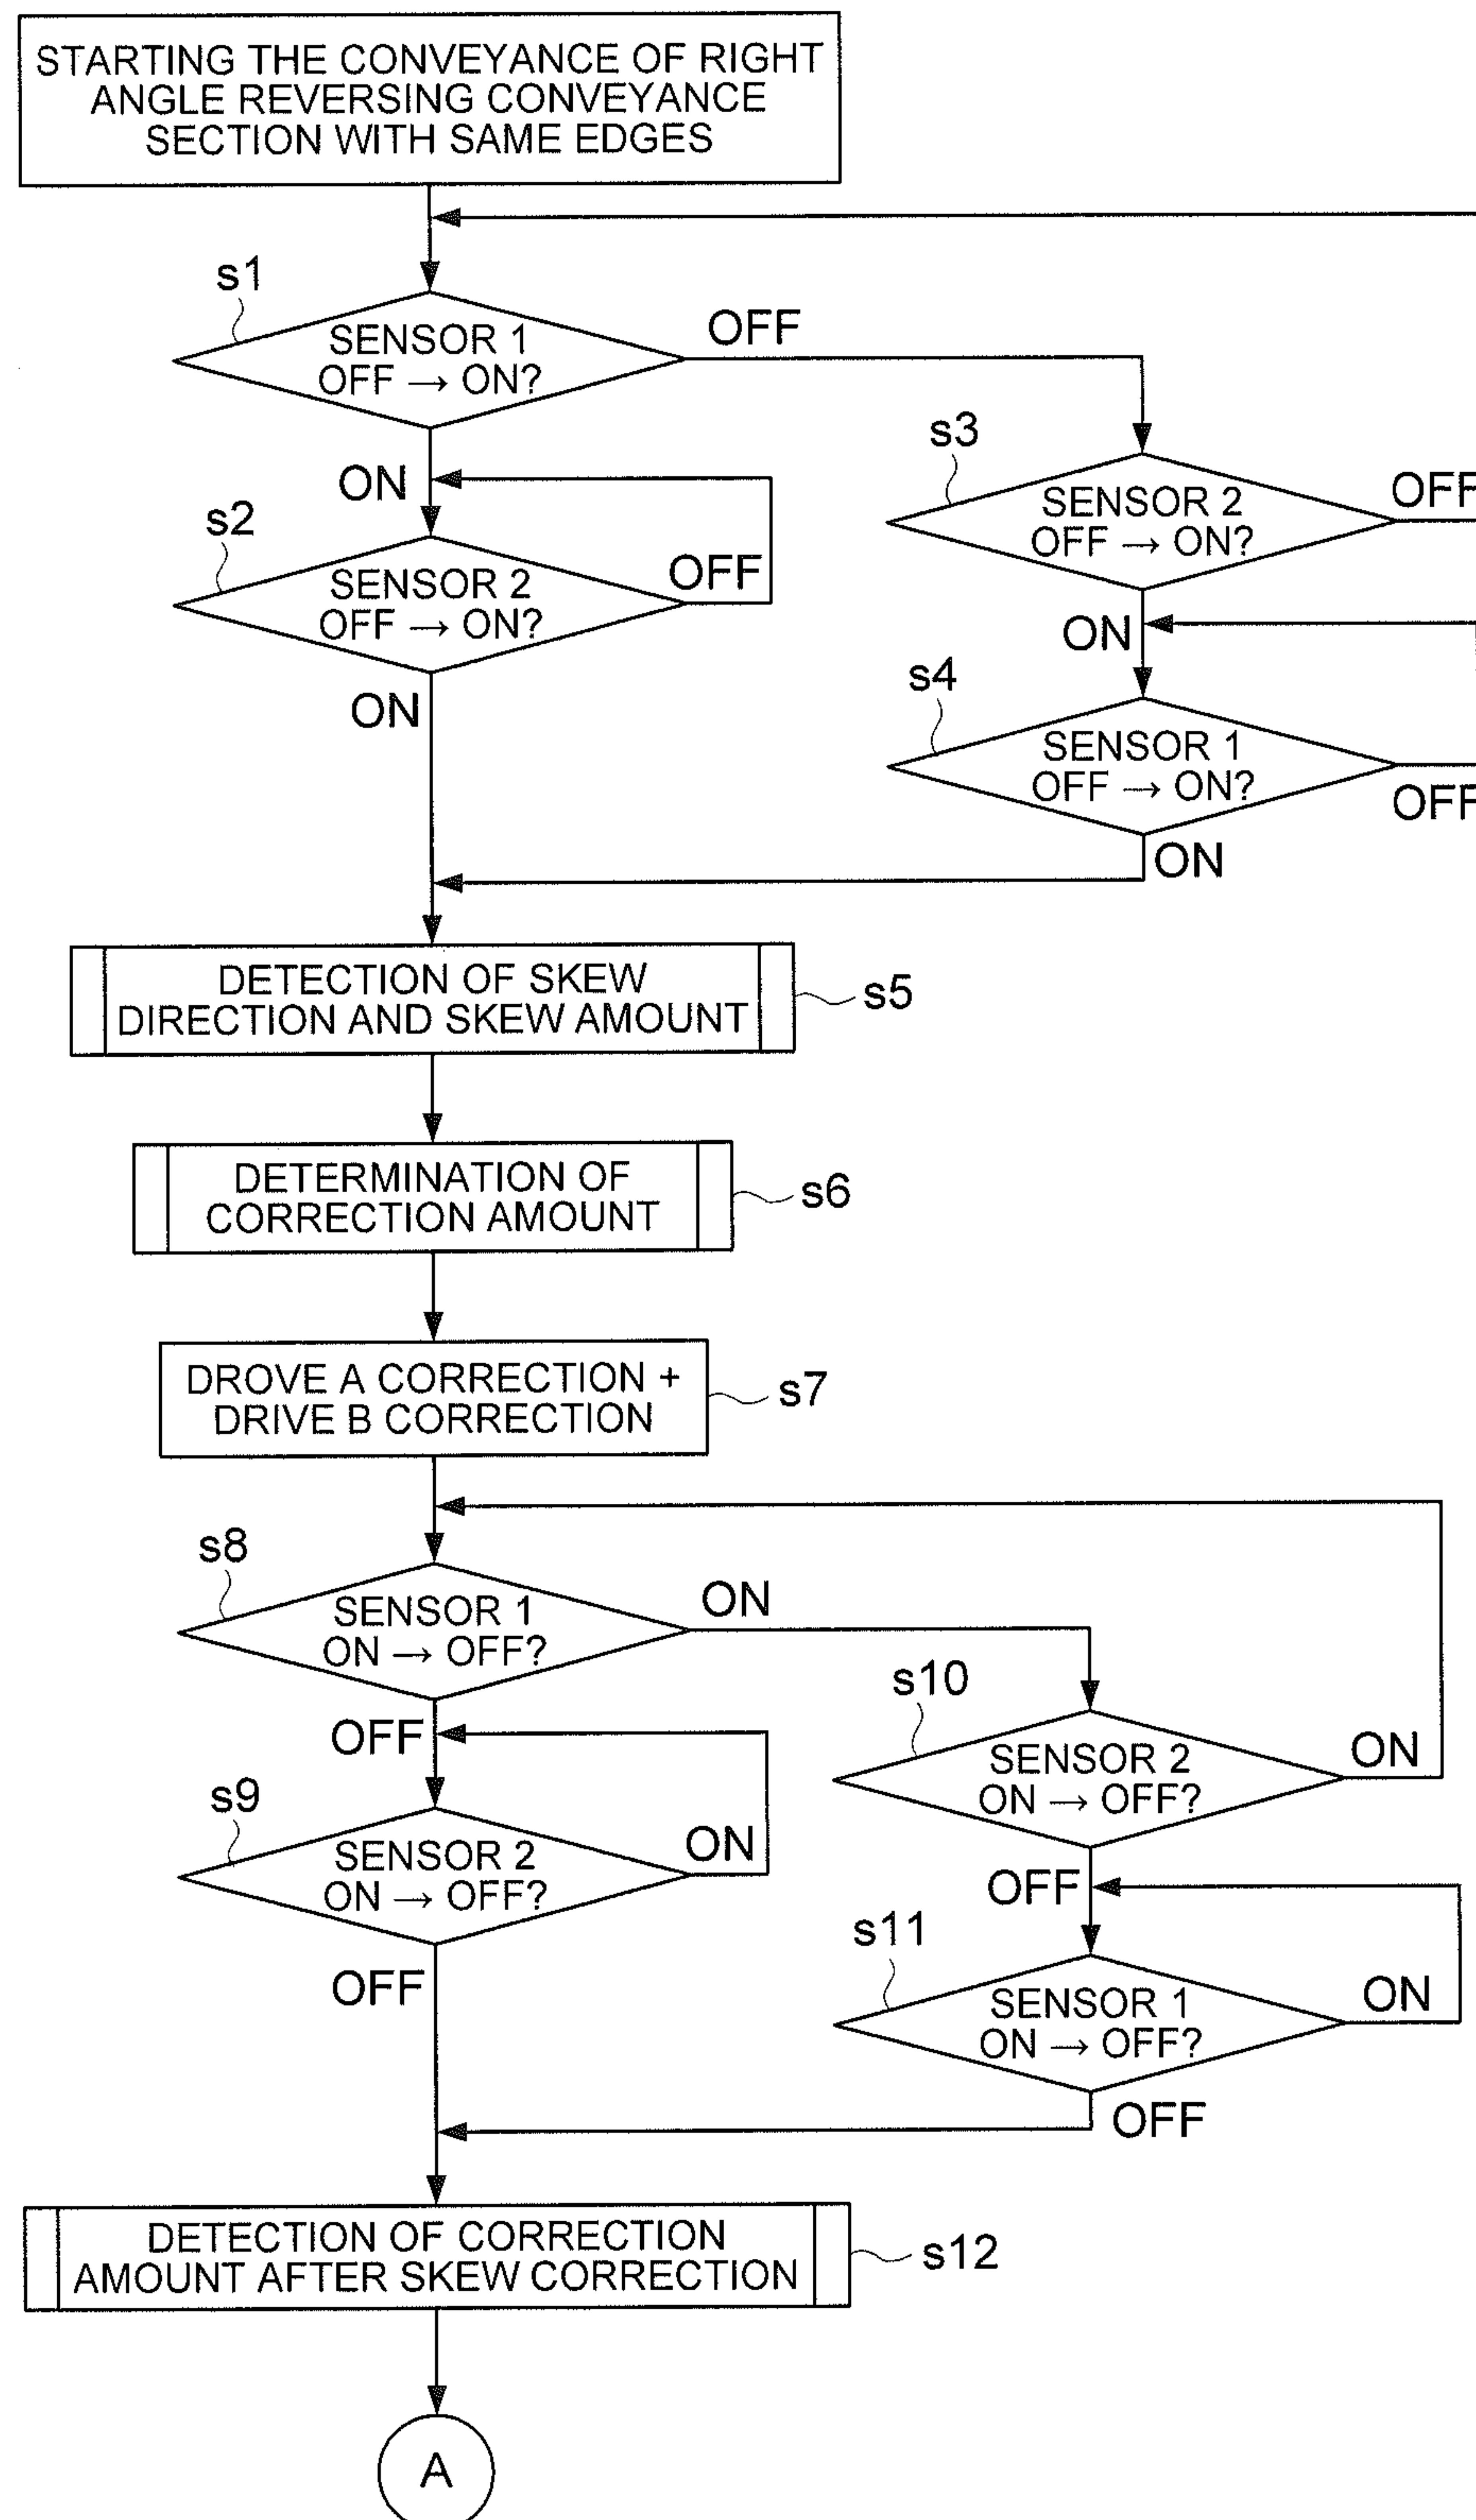 STARTING THE CONVEYANCE OF RIGHT
ANGLE REVERSING CONVEYANCE
SECTION WITH SAME EDGES
s1
SENSOR 1
OFF → ON?
OFF
ON
s2
SENSOR 2
OFF → ON?
OFF
ON
s3
SENSOR 2
OFF → ON?
OFF
ON
s4
SENSOR 1
OFF → ON?
OFF
ON
DETECTION OF SKEW
DIRECTION AND SKEW AMOUNT
s5
DETERMINATION OF
CORRECTION AMOUNT
s6
DROVE A CORRECTION +
DRIVE B CORRECTION
s7
s8
SENSOR 1
ON → OFF?
ON
OFF
s9
SENSOR 2
ON → OFF?
ON
OFF
s10
SENSOR 2
ON → OFF?
ON
OFF
s11
SENSOR 1
ON → OFF?
ON
OFF
DETECTION OF CORRECTION
AMOUNT AFTER SKEW CORRECTION
s12
A